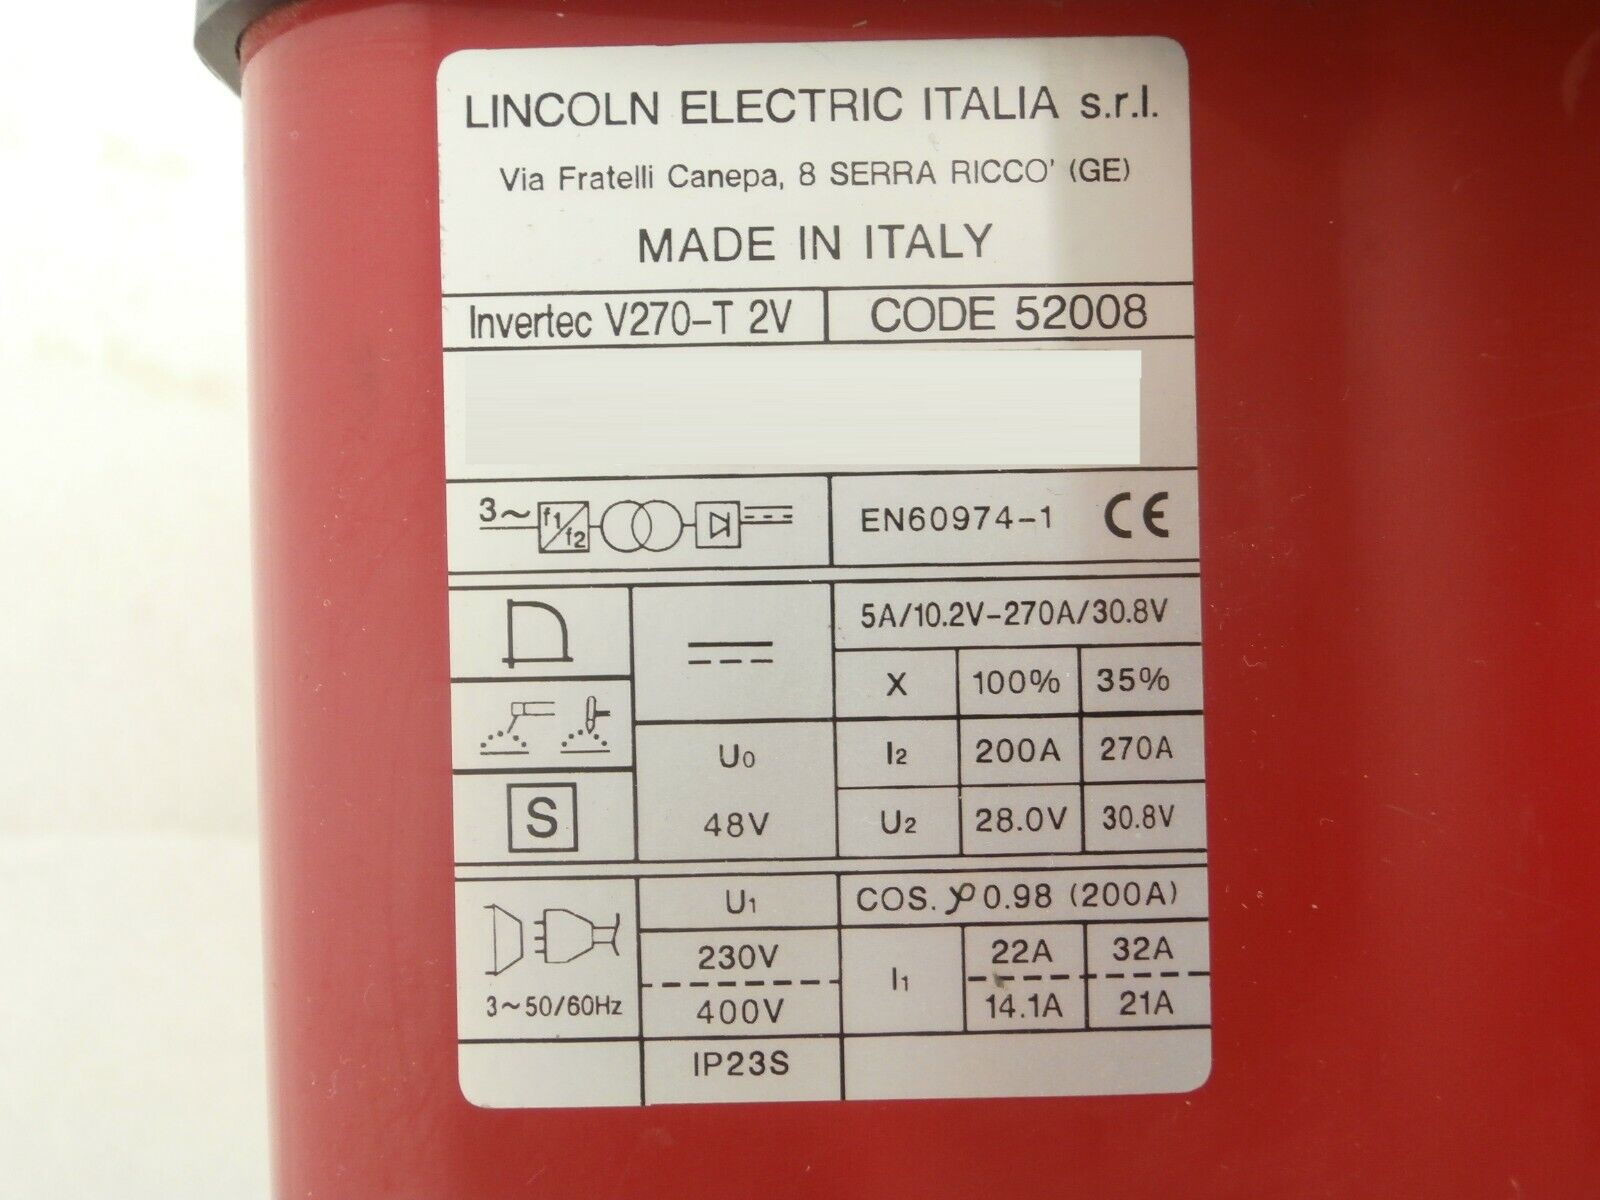 LINCOLN ELECTRIC ITALIA s.r.l.
Via Fratelli Canepa, 8 SERRA RICCO' (GE)
MADE IN ITALY
Invertec V270-T 2V CODE 52008
3~ f1/f2 EN60974-1 CE
5A/10.2V-270A/30.8V
X 100% 35%
U0 I2 200A 270A
S 48V U2 28.0V 30.8V
U1 COS. φ 0.98 (200A)
230V I1 22A 32A
3~50/60Hz 400V 14.1A 21A
IP23S